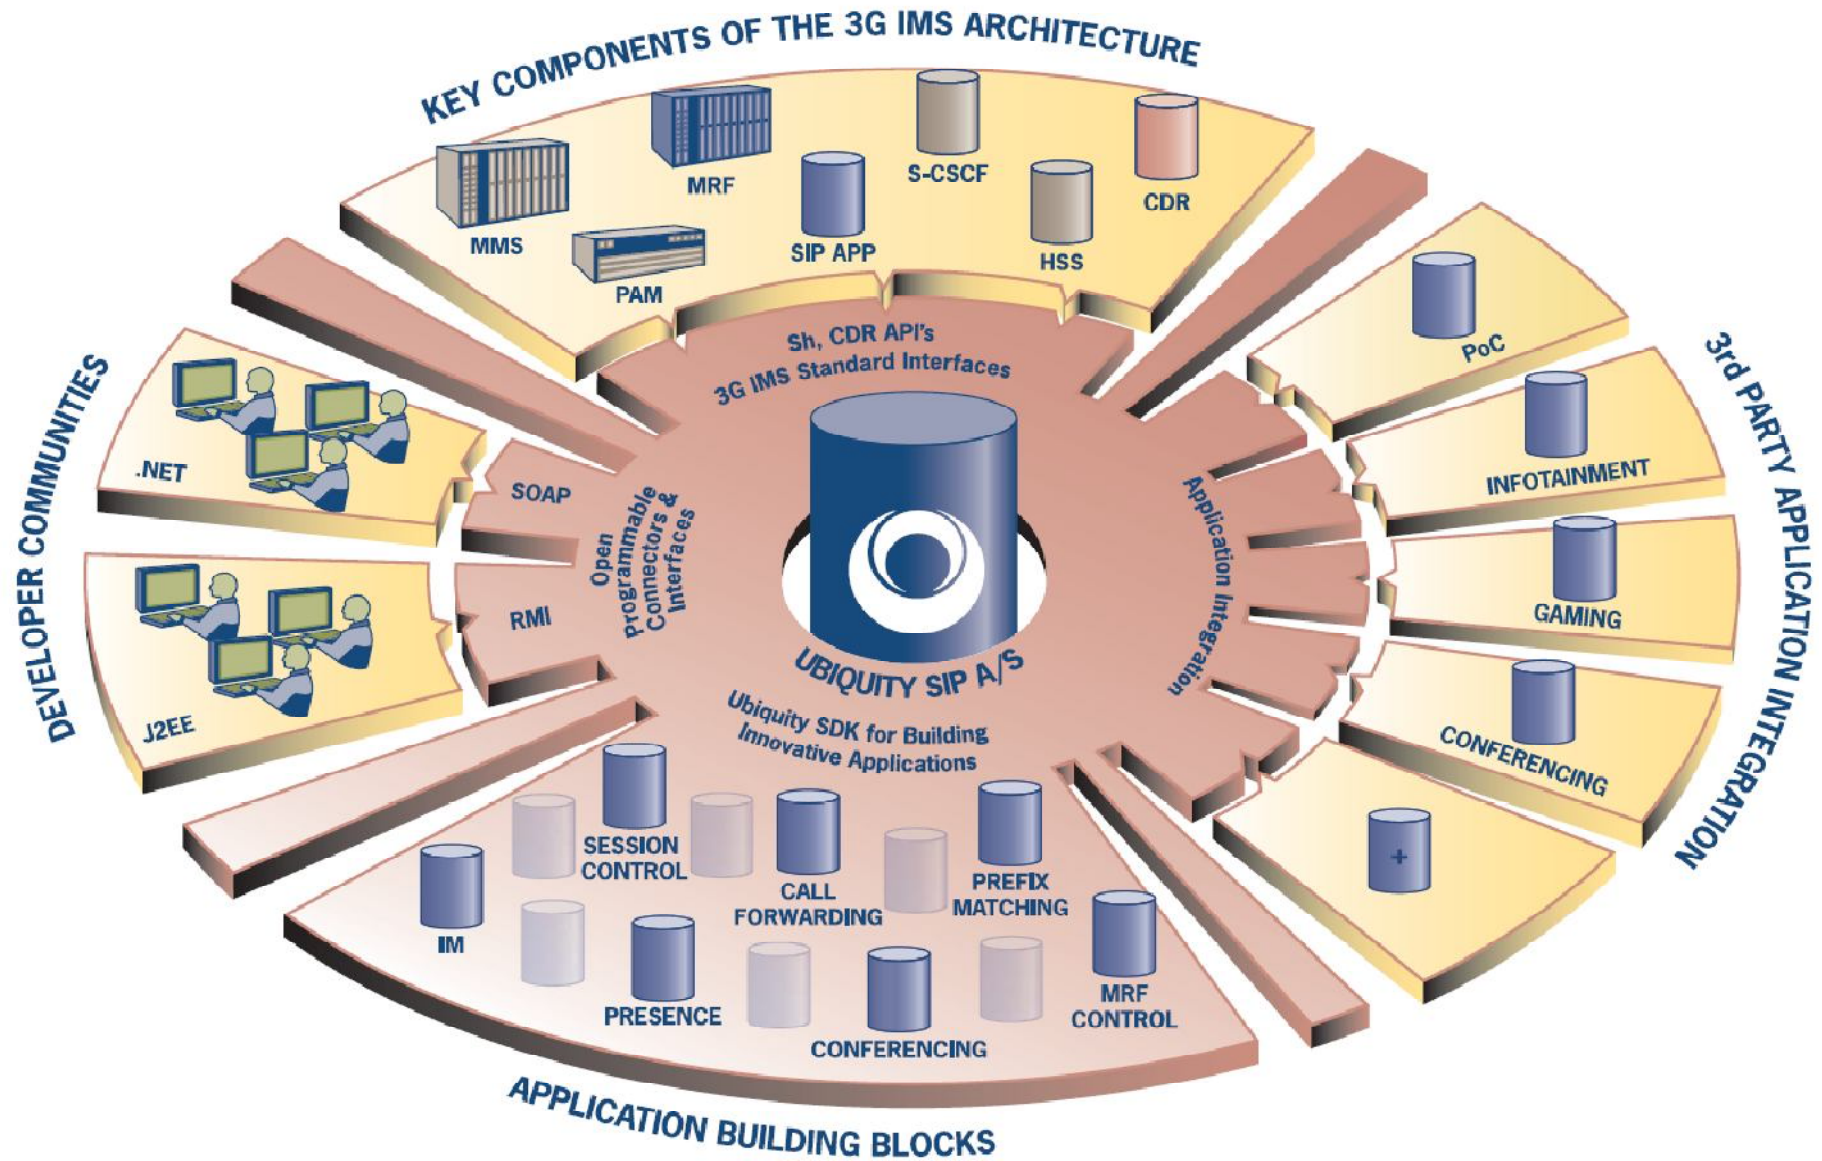 KEY COMPONENTS OF THE 3G IMS ARCHITECTURE
MMS
MRF
PAM
SIP APP
S-CSCF
HSS
CDR
Sh, CDR API's
3G IMS Standard Interfaces
DEVELOPER COMMUNITIES
.NET
J2EE
SOAP
RMI
Open
Programmable
Connectors &
Interfaces
UBIQUITY SIP A/S
Ubiquity SDK for Building
Innovative Applications
Application Integration
3rd PARTY APPLICATION INTEGRATION
PoC
INFOTAINMENT
GAMING
CONFERENCING
+
SESSION
CONTROL
IM
CALL
FORWARDING
PREFIX
MATCHING
PRESENCE
CONFERENCING
MRF
CONTROL
APPLICATION BUILDING BLOCKS